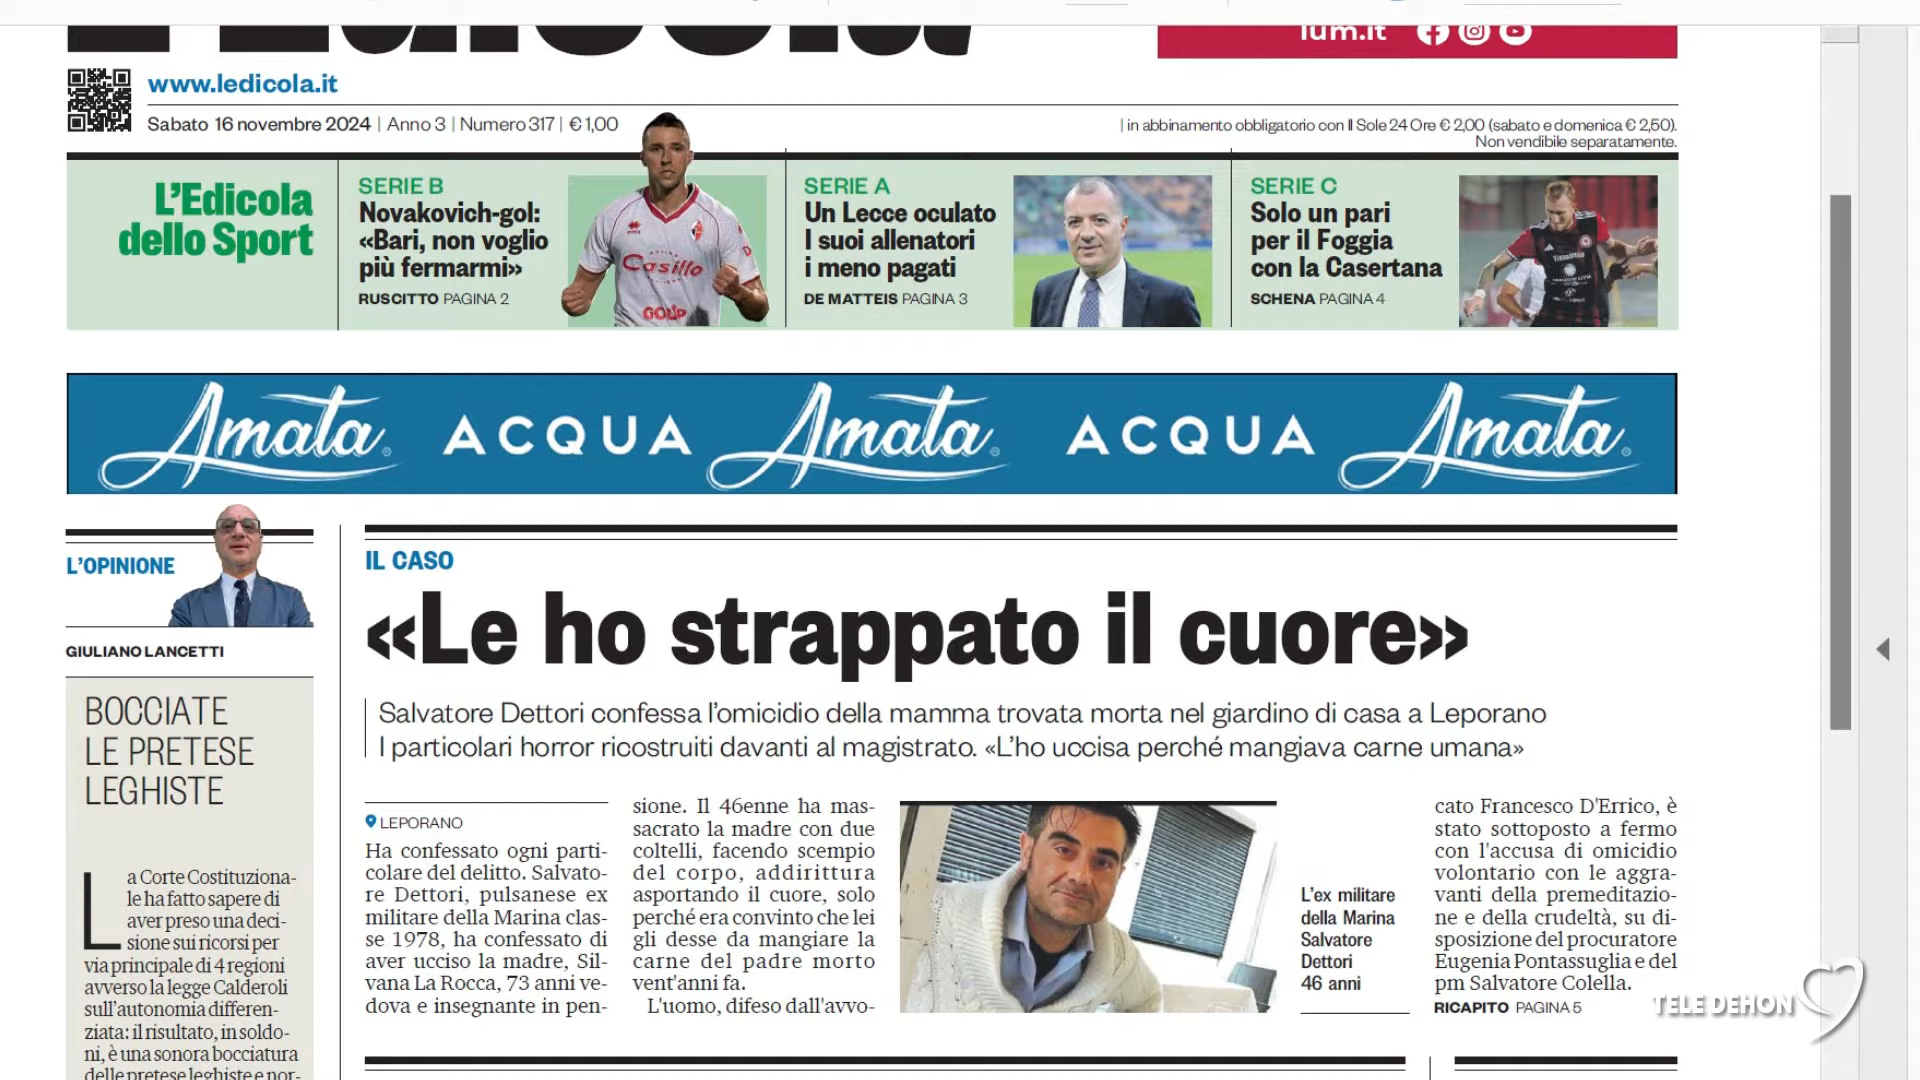 lum.it
www.ledicola.it
Sabato 16 novembre 2024 | Anno 3 | Numero 317 | € 1,00
| in abbinamento obbligatorio con Il Sole 24 Ore € 2,00 (sabato e domenica € 2,50).
Non vendibile separatamente.
L'Edicola
dello Sport
SERIE B
Novakovich-gol:
«Bari, non voglio
più fermarmi»
RUSCITTO PAGINA 2
Casillo
SERIE A
Un Lecce oculato
I suoi allenatori
i meno pagati
DE MATTEIS PAGINA 3
SERIE C
Solo un pari
per il Foggia
con la Casertana
SCHENA PAGINA 4
Amata ACQUA Amata ACQUA Amata
L'OPINIONE
GIULIANO LANCETTI
BOCCIATE
LE PRETESE
LEGHISTE
La Corte Costituziona-
le ha fatto sapere di
aver preso una deci-
sione sui ricorsi per
via principale di 4 regioni
avverso la legge Calderoli
sull'autonomia differen-
ziata: il risultato, in soldo-
ni, è una sonora bocciatura
delle pretese leghiste e nor-
IL CASO
«Le ho strappato il cuore»
Salvatore Dettori confessa l'omicidio della mamma trovata morta nel giardino di casa a Leporano
I particolari horror ricostruiti davanti al magistrato. «L'ho uccisa perché mangiava carne umana»
LEPORANO
Ha confessato ogni parti-
colare del delitto. Salvato-
re Dettori, pulsanese ex
militare della Marina clas-
se 1978, ha confessato di
aver ucciso la madre, Sil-
vana La Rocca, 73 anni ve-
dova e insegnante in pen-
sione. Il 46enne ha mas-
sacrato la madre con due
coltelli, facendo scempio
del corpo, addirittura
asportando il cuore, solo
perché era convinto che lei
gli desse da mangiare la
carne del padre morto
vent'anni fa.
L'uomo, difeso dall'avvo-
L'ex militare
della Marina
Salvatore
Dettori
46 anni
cato Francesco D'Errico, è
stato sottoposto a fermo
con l'accusa di omicidio
volontario con le aggra-
vanti della premeditazio-
ne e della crudeltà, su di-
sposizione del procuratore
Eugenia Pontassuglia e del
pm Salvatore Colella.
RICAPITO PAGINA 5
TELE DEHON